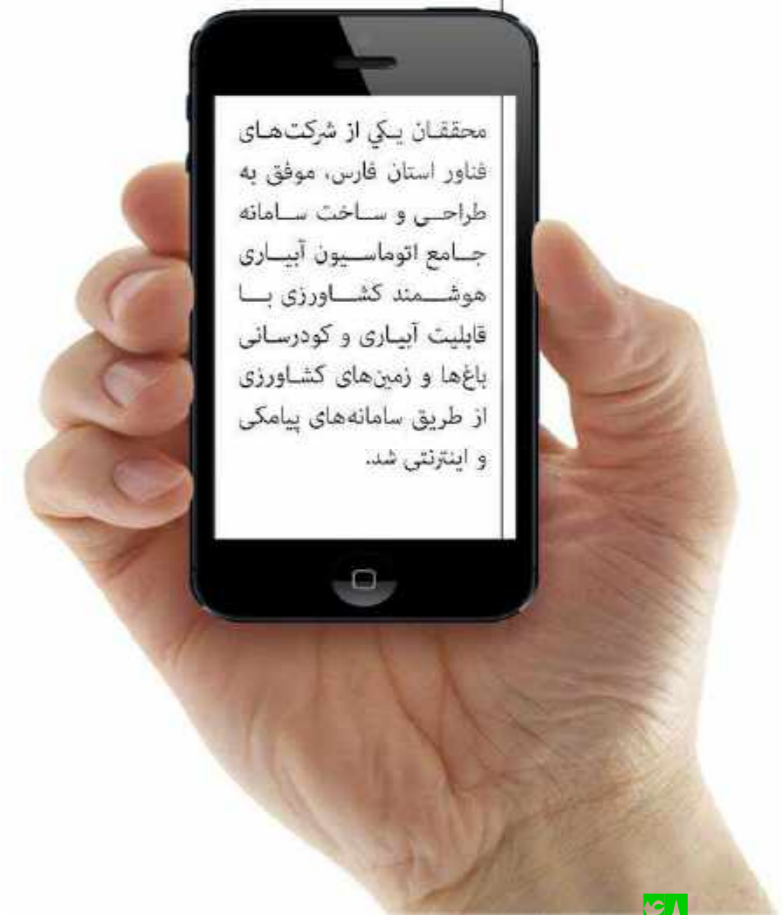 محققان یکي از شرکت‌های
فناور استان فارس، موفق به
طراحی و ساخت سامانه
جامع اتوماسیون آبیاری
هوشمند کشاورزی با
قابلیت آبیاری و کودرسانی
باغ‌ها و زمین‌های کشاورزی
از طریق سامانه‌های پیامکی
و اینترنتی شد.